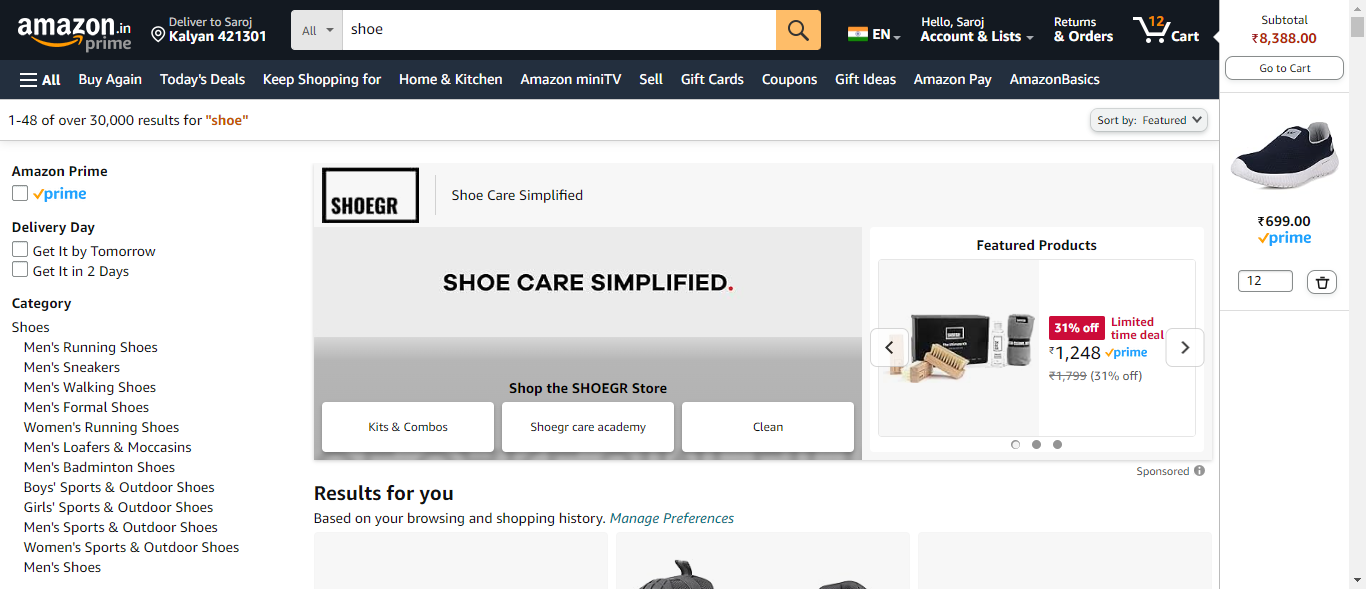 amazon.in
prime
Deliver to Saroj
Kalyan 421301
All
shoe
EN
Hello, Saroj
Account & Lists
Returns
& Orders
12
Cart
Subtotal
₹8,388.00
Go to Cart
All
Buy Again
Today's Deals
Keep Shopping for
Home & Kitchen
Amazon miniTV
Sell
Gift Cards
Coupons
Gift Ideas
Amazon Pay
AmazonBasics
1-48 of over 30,000 results for "shoe"
Sort by: Featured
Amazon Prime
prime
Delivery Day
Get It by Tomorrow
Get It in 2 Days
Category
Shoes
Men's Running Shoes
Men's Sneakers
Men's Walking Shoes
Men's Formal Shoes
Women's Running Shoes
Men's Loafers & Moccasins
Men's Badminton Shoes
Boys' Sports & Outdoor Shoes
Girls' Sports & Outdoor Shoes
Men's Sports & Outdoor Shoes
Women's Sports & Outdoor Shoes
Men's Shoes
SHOEGR
Shoe Care Simplified
SHOE CARE SIMPLIFIED.
Shop the SHOEGR Store
Kits & Combos
Shoegr care academy
Clean
Featured Products
31% off
Limited
time deal
₹1,248 prime
₹1,799 (31% off)
Sponsored
Results for you
Based on your browsing and shopping history. Manage Preferences
₹699.00
prime
12